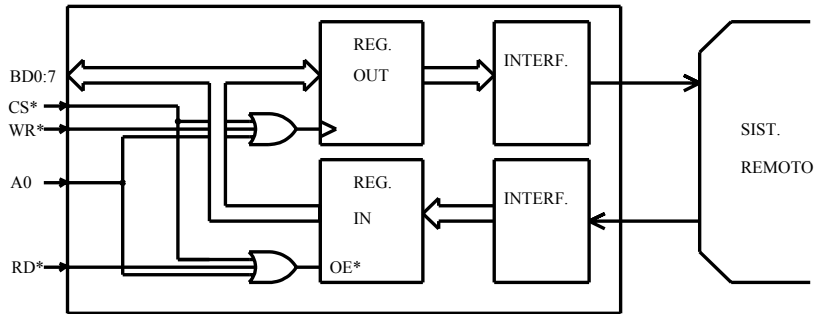 BD0:7
CS*
WR*
A0
RD*
REG.
OUT
INTERF.
REG.
IN
OE*
INTERF.
SIST.
REMOTO